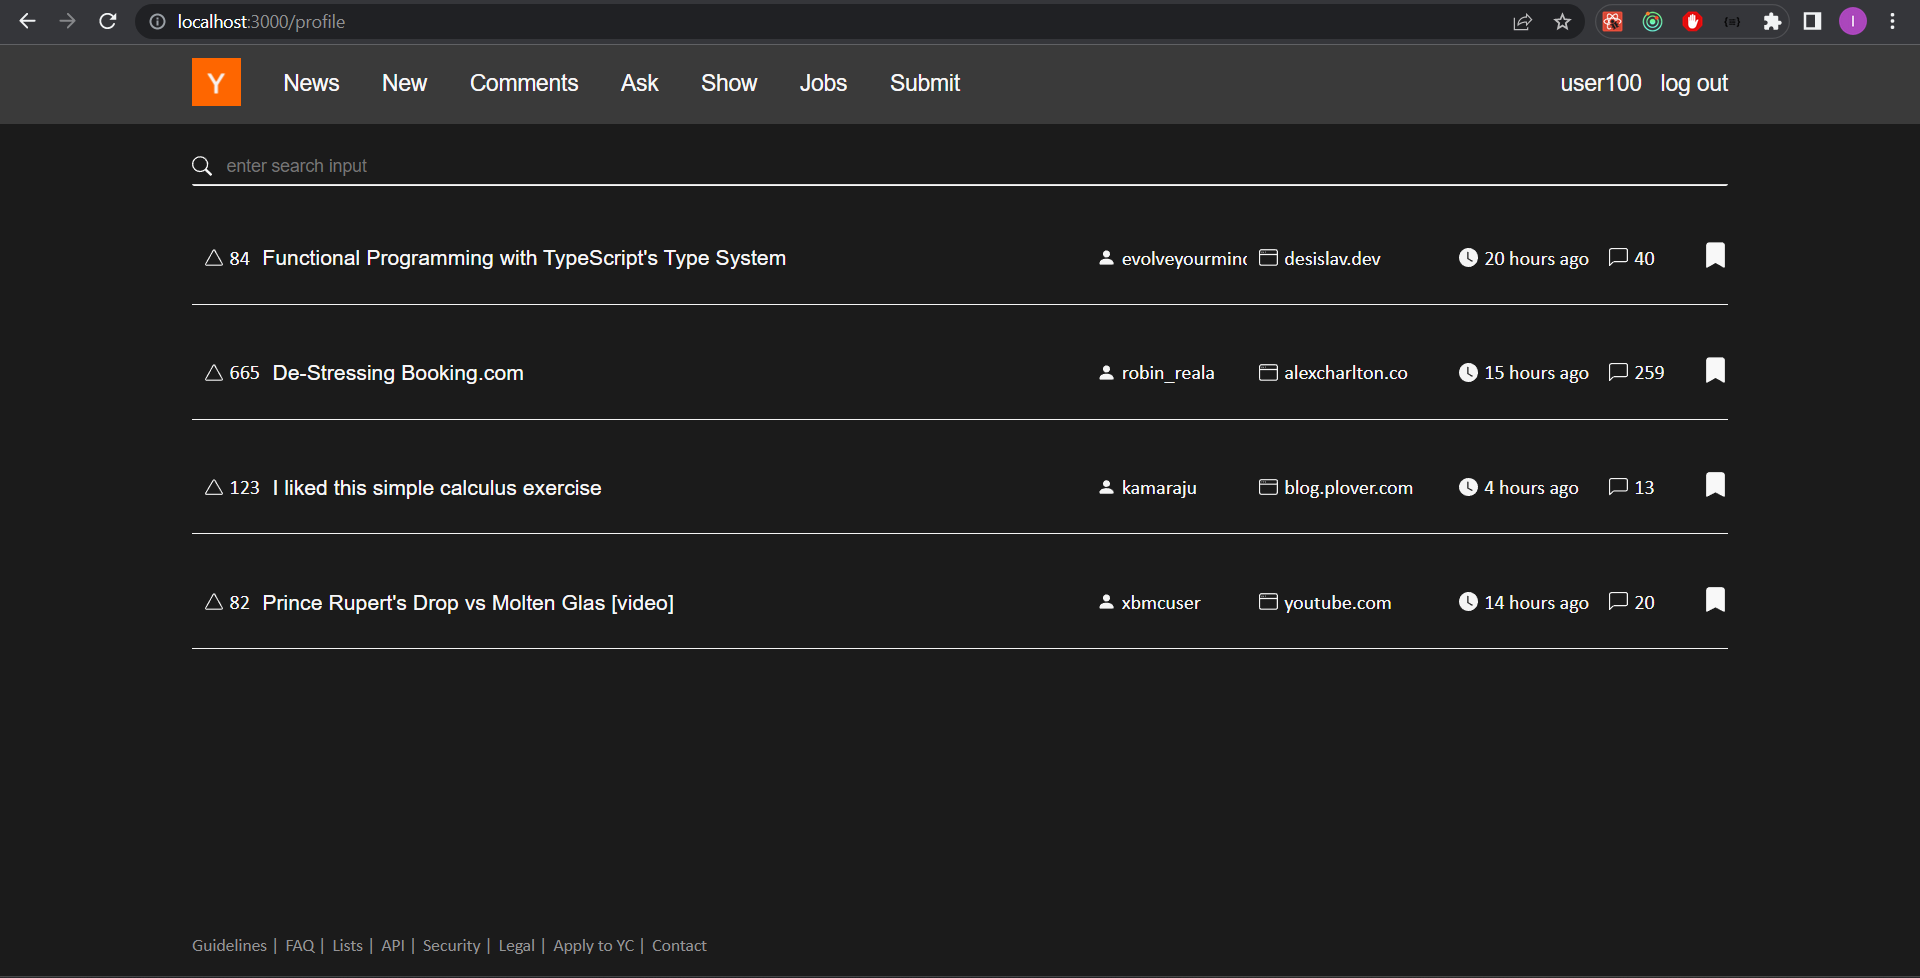 localhost:3000/profile
I
Y News New Comments Ask Show Jobs Submit user100 log out
enter search input
84 Functional Programming with TypeScript's Type System evolveyourmin desislav.dev 20 hours ago 40
665 De-Stressing Booking.com robin_reala alexcharlton.co 15 hours ago 259
123 I liked this simple calculus exercise kamaraju blog.plover.com 4 hours ago 13
82 Prince Rupert's Drop vs Molten Glas [video] xbmcuser youtube.com 14 hours ago 20
Guidelines | FAQ | Lists | API | Security | Legal | Apply to YC | Contact